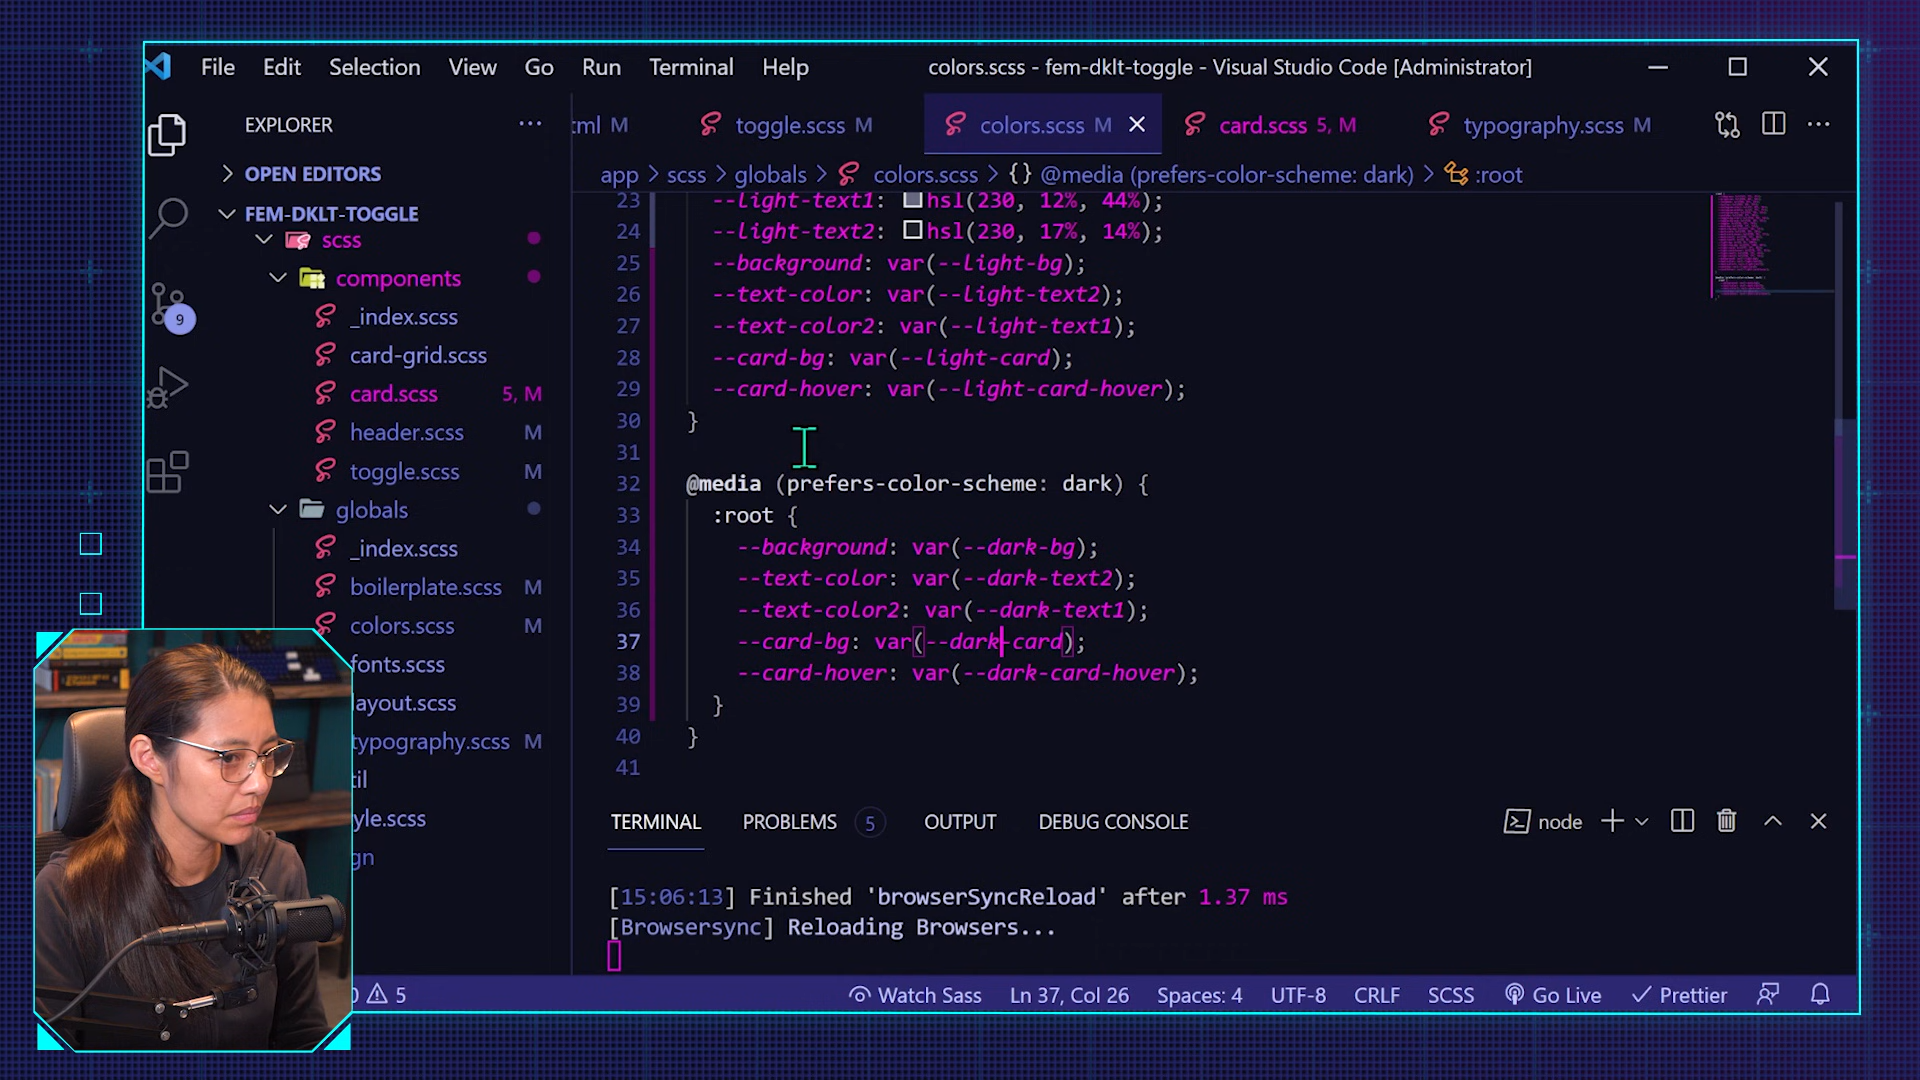 File Edit Selection View Go Run Terminal Help colors.scss - fem-dklt-toggle - Visual Studio Code [Administrator]
EXPLORER
tml M toggle.scss M colors.scss M card.scss 5, M typography.scss M
app > scss > globals > colors.scss > {} @media (prefers-color-scheme: dark) > :root
OPEN EDITORS
FEM-DKLT-TOGGLE
scss
components
_index.scss
card-grid.scss
card.scss 5, M
header.scss M
toggle.scss M
globals
_index.scss
boilerplate.scss M
colors.scss M
fonts.scss
layout.scss
typography.scss M
til
yle.scss
gn
9
23 --light-text1: hsl(230, 12%, 44%);
24 --light-text2: hsl(230, 17%, 14%);
25 --background: var(--light-bg);
26 --text-color: var(--light-text2);
27 --text-color2: var(--light-text1);
28 --card-bg: var(--light-card);
29 --card-hover: var(--light-card-hover);
30 }
31
32 @media (prefers-color-scheme: dark) {
33 :root {
34 --background: var(--dark-bg);
35 --text-color: var(--dark-text2);
36 --text-color2: var(--dark-text1);
37 --card-bg: var(--dark-card);
38 --card-hover: var(--dark-card-hover);
39 }
40 }
41
TERMINAL PROBLEMS 5 OUTPUT DEBUG CONSOLE node
[15:06:13] Finished 'browserSyncReload' after 1.37 ms
[Browsersync] Reloading Browsers...
5 Watch Sass Ln 37, Col 26 Spaces: 4 UTF-8 CRLF SCSS Go Live Prettier